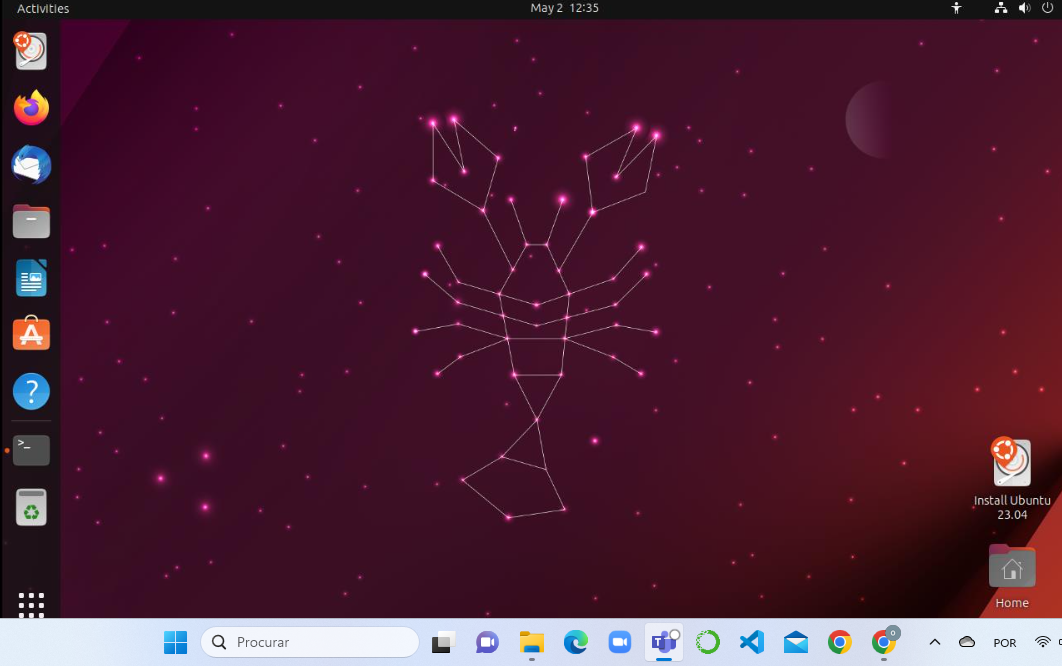 Activities
May 2 12:35
?
>_
Install Ubuntu
23.04
Home
Procurar
POR